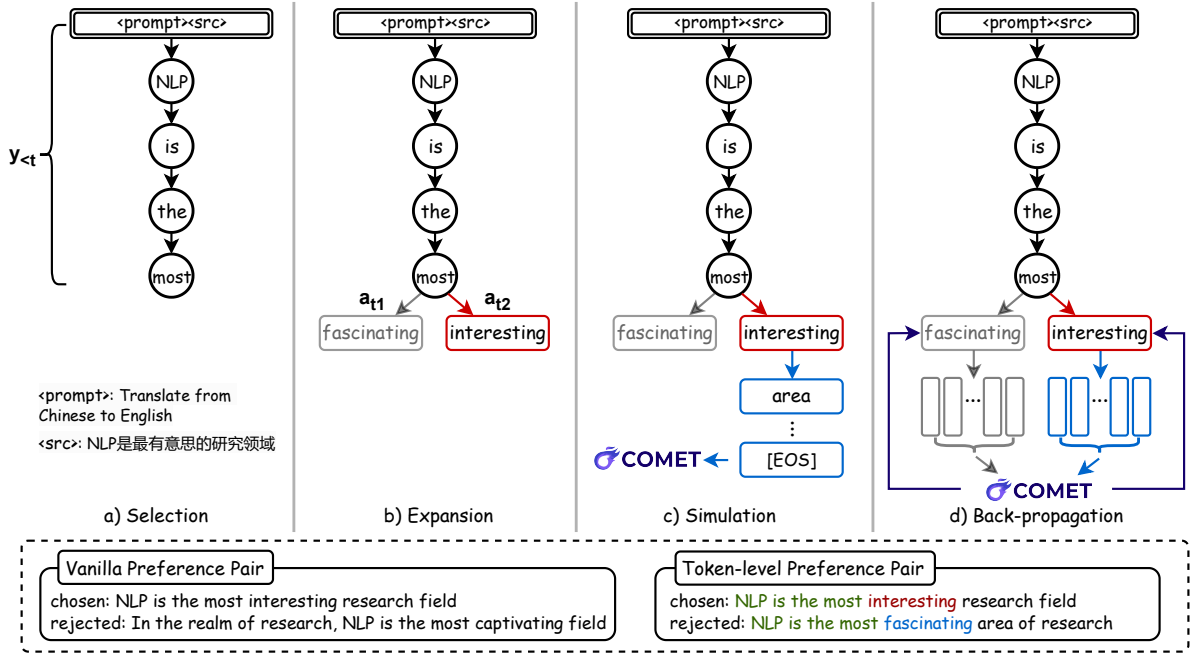 <prompt><src>
NLP
is
the
most
y<t
<prompt>: Translate from
Chinese to English
<src>: NLP是最有意思的研究领域
a) Selection
<prompt><src>
NLP
is
the
most
at1
at2
fascinating
interesting
b) Expansion
<prompt><src>
NLP
is
the
most
fascinating
interesting
area
⋮
[EOS]
COMET
c) Simulation
<prompt><src>
NLP
is
the
most
fascinating
interesting
...
...
COMET
d) Back-propagation
Vanilla Preference Pair
chosen: NLP is the most interesting research field
rejected: In the realm of research, NLP is the most captivating field
Token-level Preference Pair
chosen: NLP is the most interesting research field
rejected: NLP is the most fascinating area of research